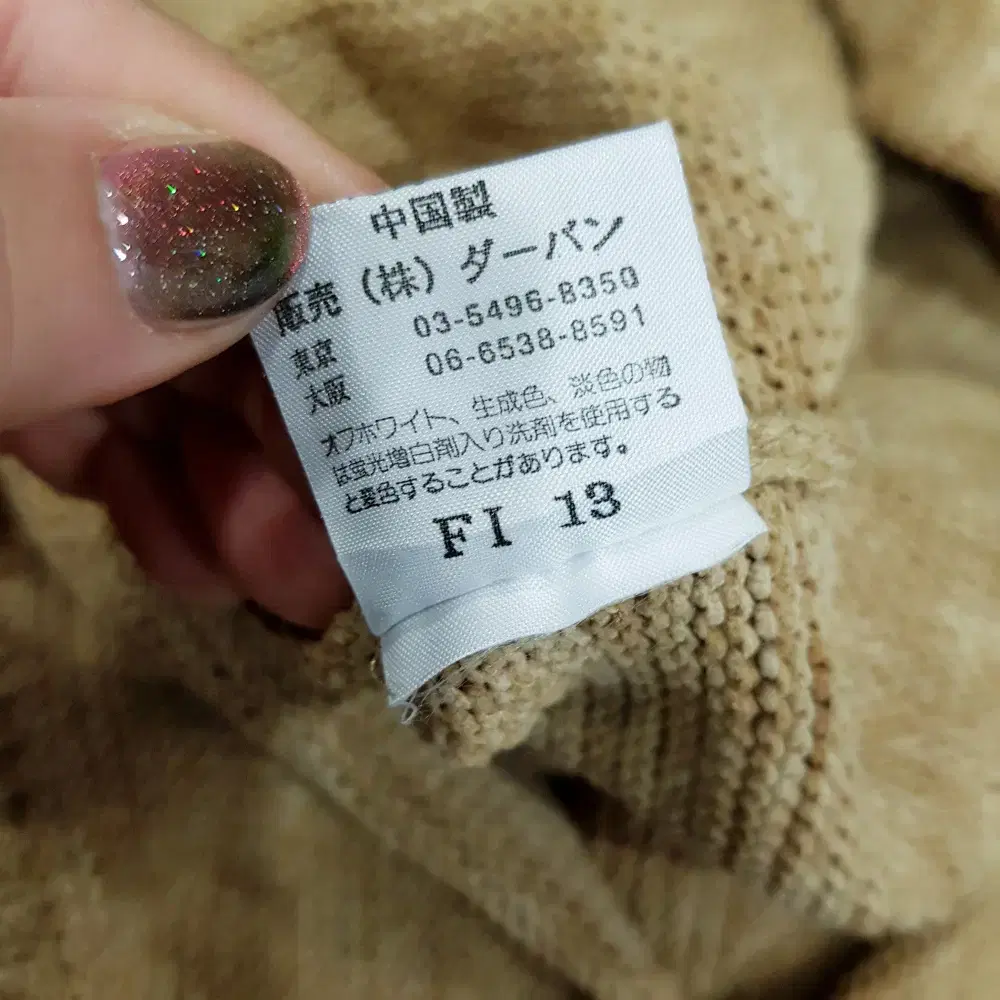 中国製
販売 (株) ダーバン
東京 03-5496-8350
大阪 06-6538-8591
オフホワイト、生成色、淡色の物
は蛍光増白剤入り洗剤を使用する
と変色することがあります。
FI 13